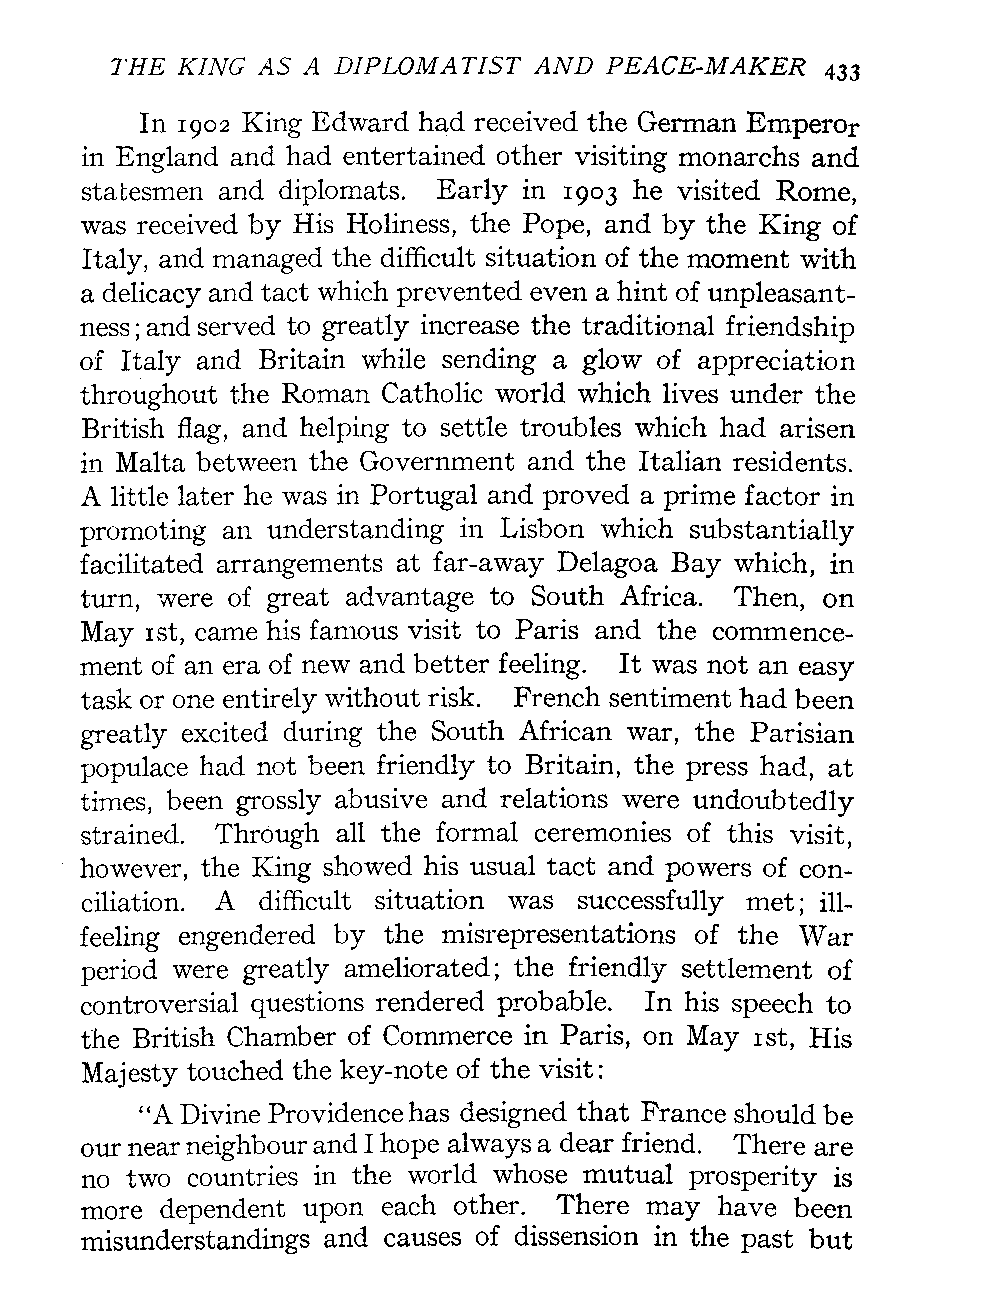 THE KING AS A DIPLOMATIST AND PEACE-MAKER 433
In 1902 King Edward had received the German Emperor
in England and had entertained other visiting monarchs and
statesmen and diplomats. Early in 1903 he visited Rome,
was received by His Holiness, the Pope, and by the King of
Italy, and managed the difficult situation of the moment with
a delicacy and tact which prevented even a hint of unpleasant-
ness; and served to greatly increase the traditional friendship
of Italy and Britain while sending a glow of appreciation
throughout the Roman Catholic world which lives under the
British flag, and helping to settle troubles which had arisen
in Malta between the Government and the Italian residents.
A little later he was in Portugal and proved a prime factor in
promoting an understanding in Lisbon which substantially
facilitated arrangements at far-away Delagoa Bay which, in
turn, were of great advantage to South Africa. Then, on
May 1st, came his famous visit to Paris and the commence-
ment of an era of new and better feeling. It was not an easy
task or one entirely without risk. French sentiment had been
greatly excited during the South African war, the Parisian
populace had not been friendly to Britain, the press had, at
times, been grossly abusive and relations were undoubtedly
strained. Through all the formal ceremonies of this visit,
however, the King showed his usual tact and powers of con-
ciliation. A difficult situation was successfully met; ill-
feeling engendered by the misrepresentations of the War
period were greatly ameliorated; the friendly settlement of
controversial questions rendered probable. In his speech to
the British Chamber of Commerce in Paris, on May 1st, His
Majesty touched the key-note of the visit:
"A Divine Providence has designed that France should be
our near neighbour and I hope always a dear friend. There are
no two countries in the world whose mutual prosperity is
more dependent upon each other. There may have been
misunderstandings and causes of dissension in the past but